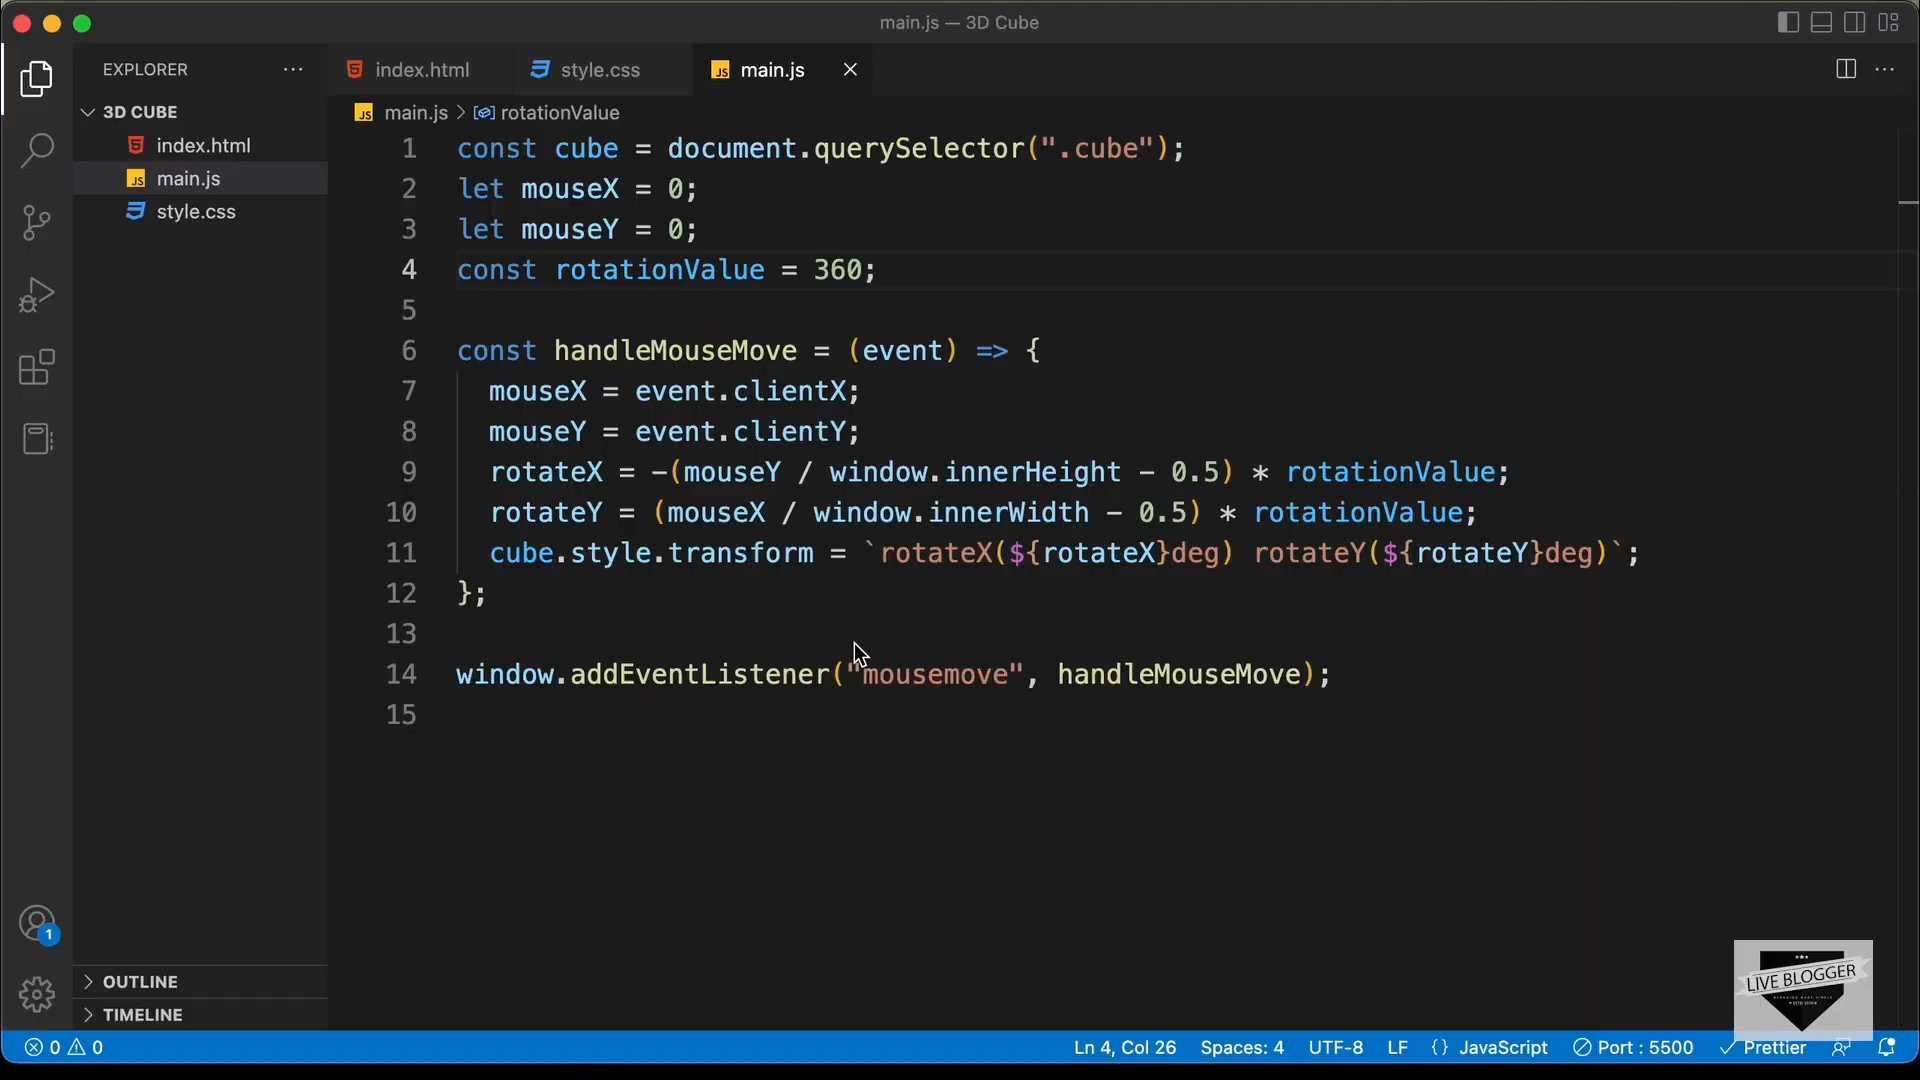 main.js — 3D Cube
EXPLORER
index.html
style.css
main.js
3D CUBE
index.html
main.js
style.css
main.js > rotationValue
1 const cube = document.querySelector(".cube");
2 let mouseX = 0;
3 let mouseY = 0;
4 const rotationValue = 360;
5
6 const handleMouseMove = (event) => {
7 mouseX = event.clientX;
8 mouseY = event.clientY;
9 rotateX = -(mouseY / window.innerHeight - 0.5) * rotationValue;
10 rotateY = (mouseX / window.innerWidth - 0.5) * rotationValue;
11 cube.style.transform = `rotateX(${rotateX}deg) rotateY(${rotateY}deg)`;
12 };
13
14 window.addEventListener("mousemove", handleMouseMove);
15
1
OUTLINE
TIMELINE
LIVE BLOGGER
0 0
Ln 4, Col 26 Spaces: 4 UTF-8 LF {} JavaScript Port : 5500 Prettier